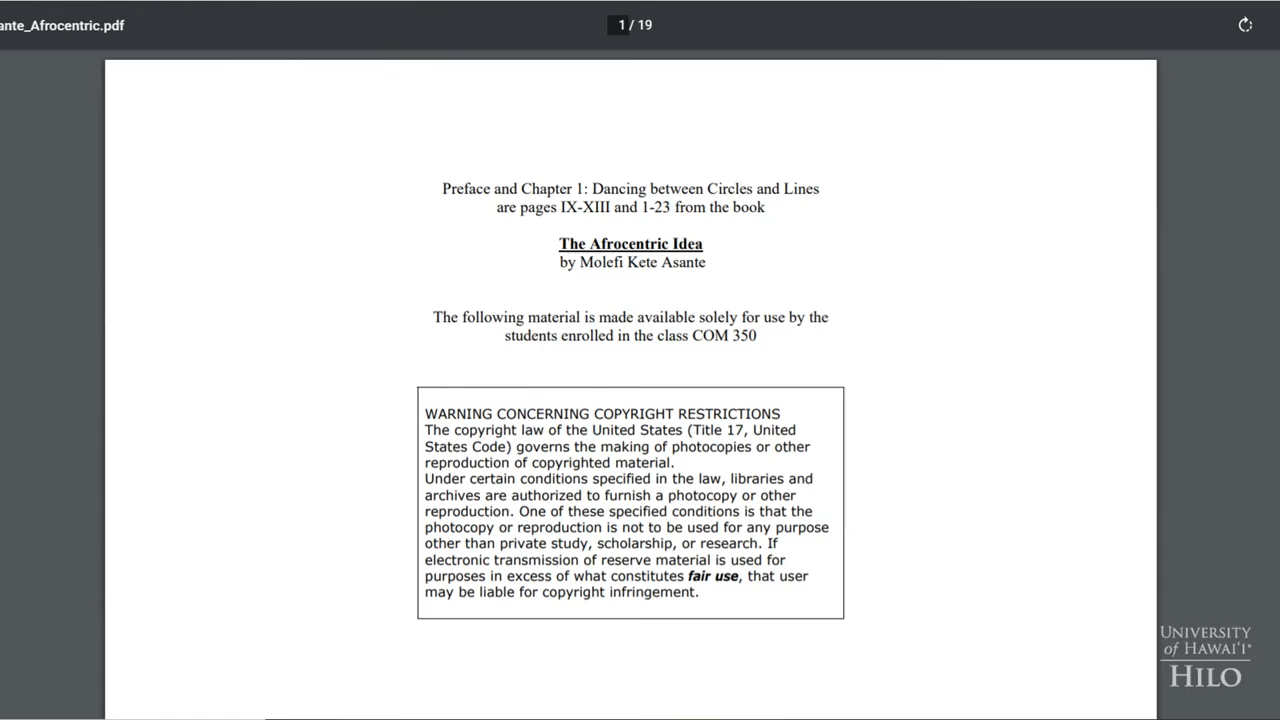 ante_Afrocentric.pdf
1 / 19
Preface and Chapter 1: Dancing between Circles and Lines
are pages IX-XIII and 1-23 from the book
The Afrocentric Idea
by Molefi Kete Asante
The following material is made available solely for use by the
students enrolled in the class COM 350
WARNING CONCERNING COPYRIGHT RESTRICTIONS
The copyright law of the United States (Title 17, United
States Code) governs the making of photocopies or other
reproduction of copyrighted material.
Under certain conditions specified in the law, libraries and
archives are authorized to furnish a photocopy or other
reproduction. One of these specified conditions is that the
photocopy or reproduction is not to be used for any purpose
other than private study, scholarship, or research. If
electronic transmission of reserve material is used for
purposes in excess of what constitutes fair use, that user
may be liable for copyright infringement.
UNIVERSITY
of HAWAIʻI®
HILO